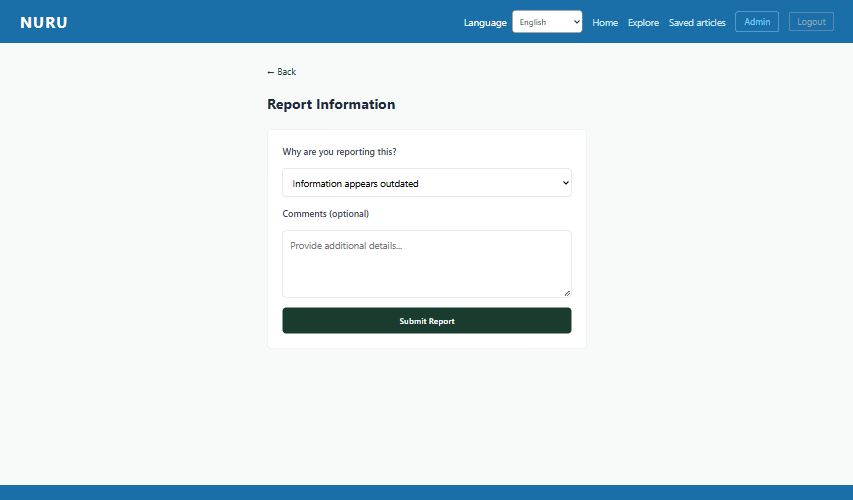 NURU
Language English Home Explore Saved articles Admin Logout
← Back
Report Information
Why are you reporting this?
Information appears outdated
Comments (optional)
Provide additional details...
Submit Report